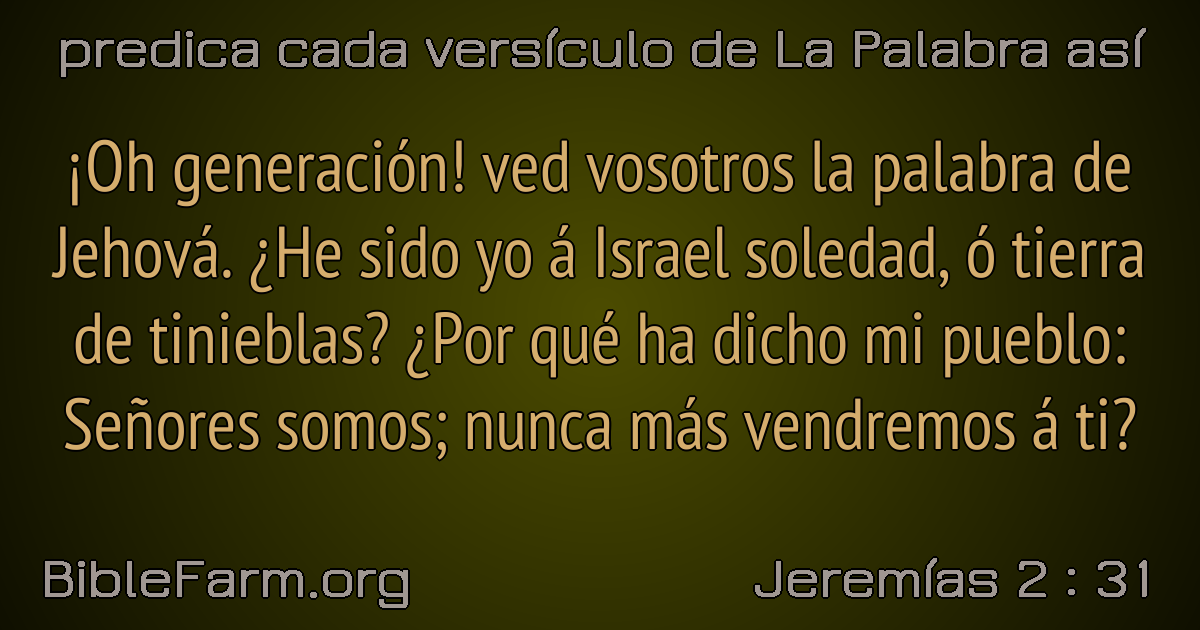 predica cada versículo de La Palabra así
¡Oh generación! ved vosotros la palabra de
Jehová. ¿He sido yo á Israel soledad, ó tierra
de tinieblas? ¿Por qué ha dicho mi pueblo:
Señores somos; nunca más vendremos á ti?
BibleFarm.org
Jeremías 2 : 31